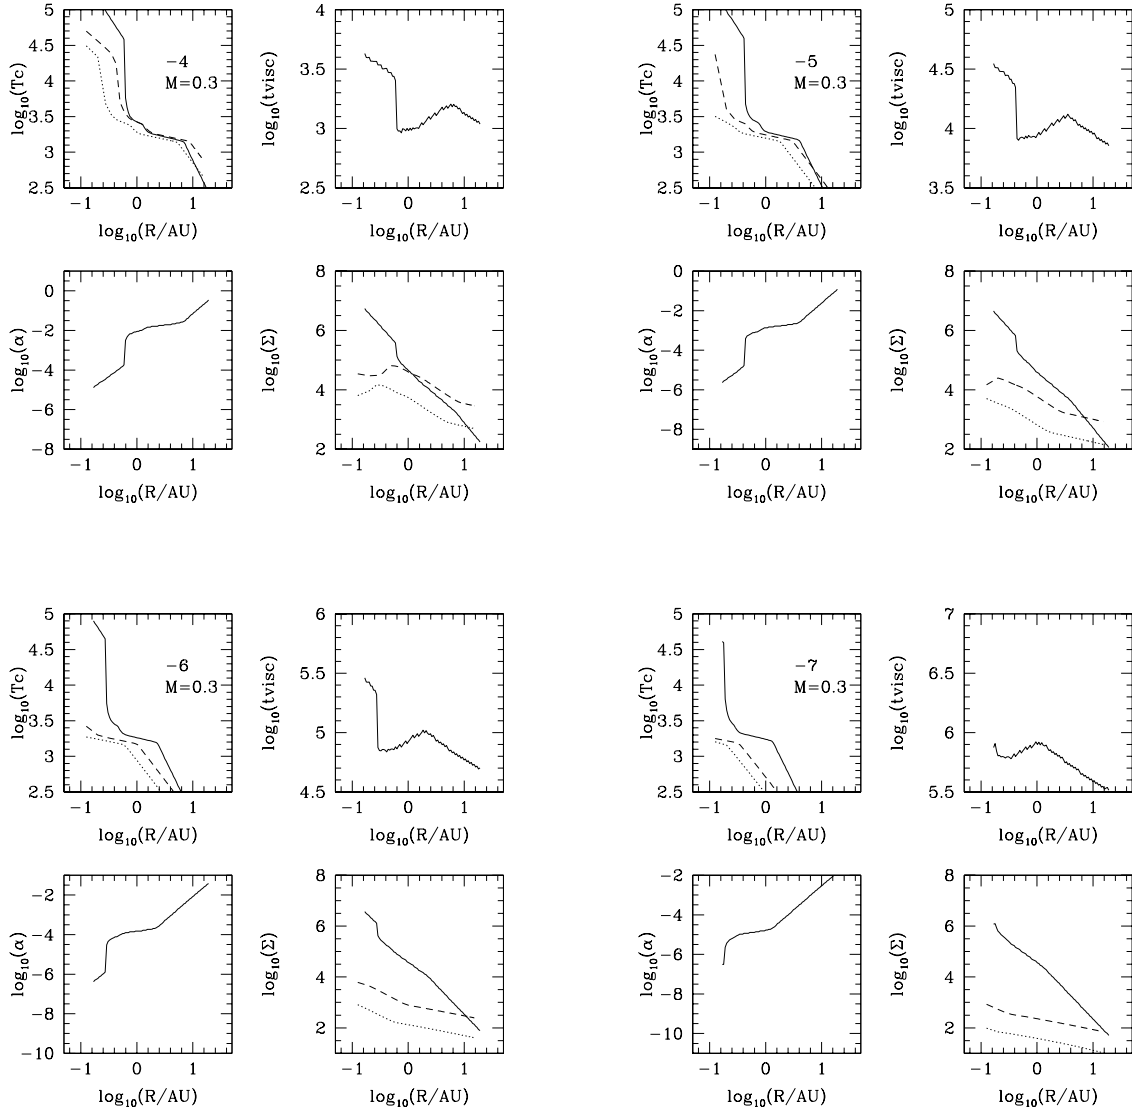 log₁₀(Tc)
5
4.5
4
3.5
3
2.5
−4
M=0.3
−1 0 1
log₁₀(R/AU)
log₁₀(tvisc)
4
3.5
3
2.5
−1 0 1
log₁₀(R/AU)
log₁₀(Tc)
5
4.5
4
3.5
3
2.5
−5
M=0.3
−1 0 1
log₁₀(R/AU)
log₁₀(tvisc)
5
4.5
4
3.5
−1 0 1
log₁₀(R/AU)
log₁₀(α)
0
−2
−4
−6
−8
−1 0 1
log₁₀(R/AU)
log₁₀(Σ)
8
6
4
2
−1 0 1
log₁₀(R/AU)
log₁₀(α)
0
−2
−4
−6
−8
−1 0 1
log₁₀(R/AU)
log₁₀(Σ)
8
6
4
2
−1 0 1
log₁₀(R/AU)
log₁₀(Tc)
5
4.5
4
3.5
3
2.5
−6
M=0.3
−1 0 1
log₁₀(R/AU)
log₁₀(tvisc)
6
5.5
5
4.5
−1 0 1
log₁₀(R/AU)
log₁₀(Tc)
5
4.5
4
3.5
3
2.5
−7
M=0.3
−1 0 1
log₁₀(R/AU)
log₁₀(tvisc)
7
6.5
6
5.5
−1 0 1
log₁₀(R/AU)
log₁₀(α)
−2
−4
−6
−8
−10
−1 0 1
log₁₀(R/AU)
log₁₀(Σ)
8
6
4
2
−1 0 1
log₁₀(R/AU)
log₁₀(α)
−2
−4
−6
−8
−10
−1 0 1
log₁₀(R/AU)
log₁₀(Σ)
8
6
4
2
−1 0 1
log₁₀(R/AU)